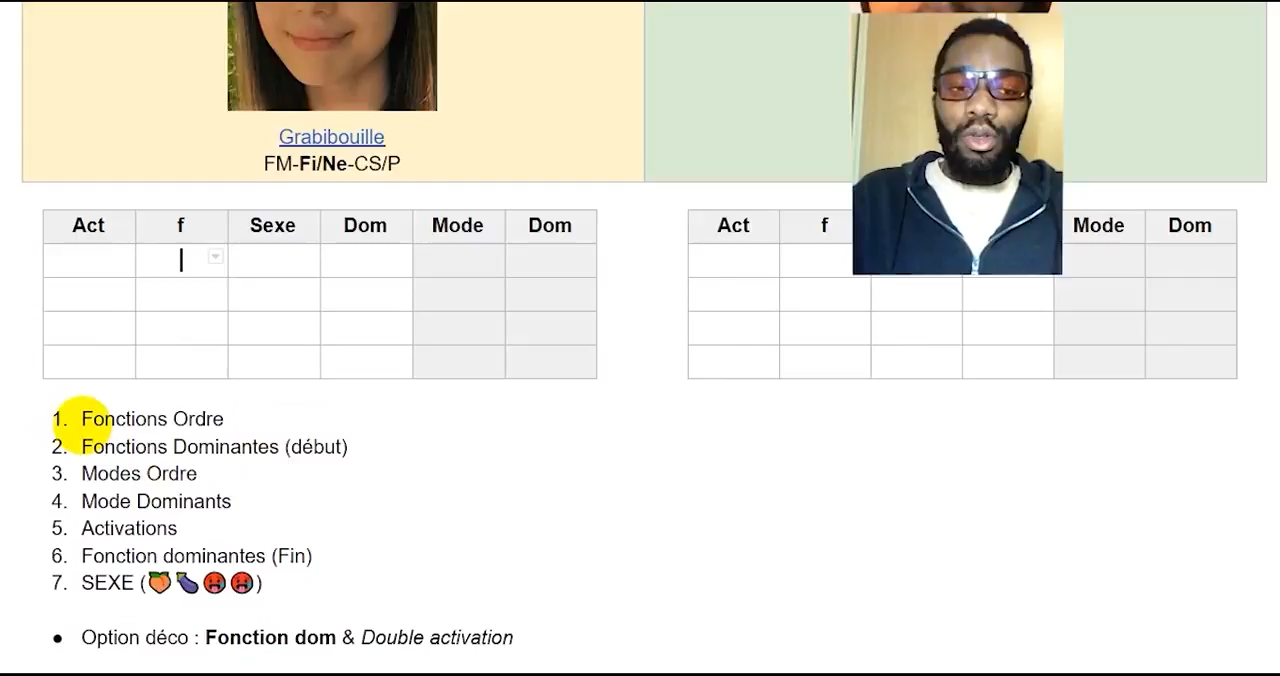 Grabibouille
FM-Fi/Ne-CS/P
Act f Sexe Dom Mode Dom
Act f Mode Dom
1. Fonctions Ordre
2. Fonctions Dominantes (début)
3. Modes Ordre
4. Mode Dominants
5. Activations
6. Fonction dominantes (Fin)
7. SEXE (🍑🍆🥵🥵)
● Option déco : Fonction dom & Double activation